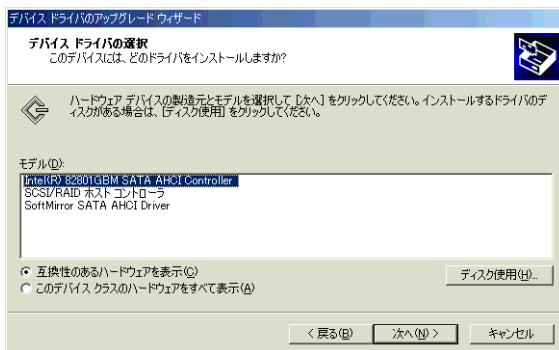 デバイス ドライバのアップグレード ウィザード
デバイス ドライバの選択
このデバイスには、どのドライバをインストールしますか?
ハードウェア デバイスの製造元とモデルを選択して [次へ] をクリックしてください。インストールするドライバのデ
ィスクがある場合は、[ディスク使用] をクリックしてください。
モデル(D):
Intel(R) 82801GBM SATA AHCI Controller
SCSI/RAID ホスト コントローラ
SoftMirror SATA AHCI Driver
互換性のあるハードウェアを表示(C)
このデバイス クラスのハードウェアをすべて表示(A)
ディスク使用(H)...
< 戻る(B)
次へ(N) >
キャンセル